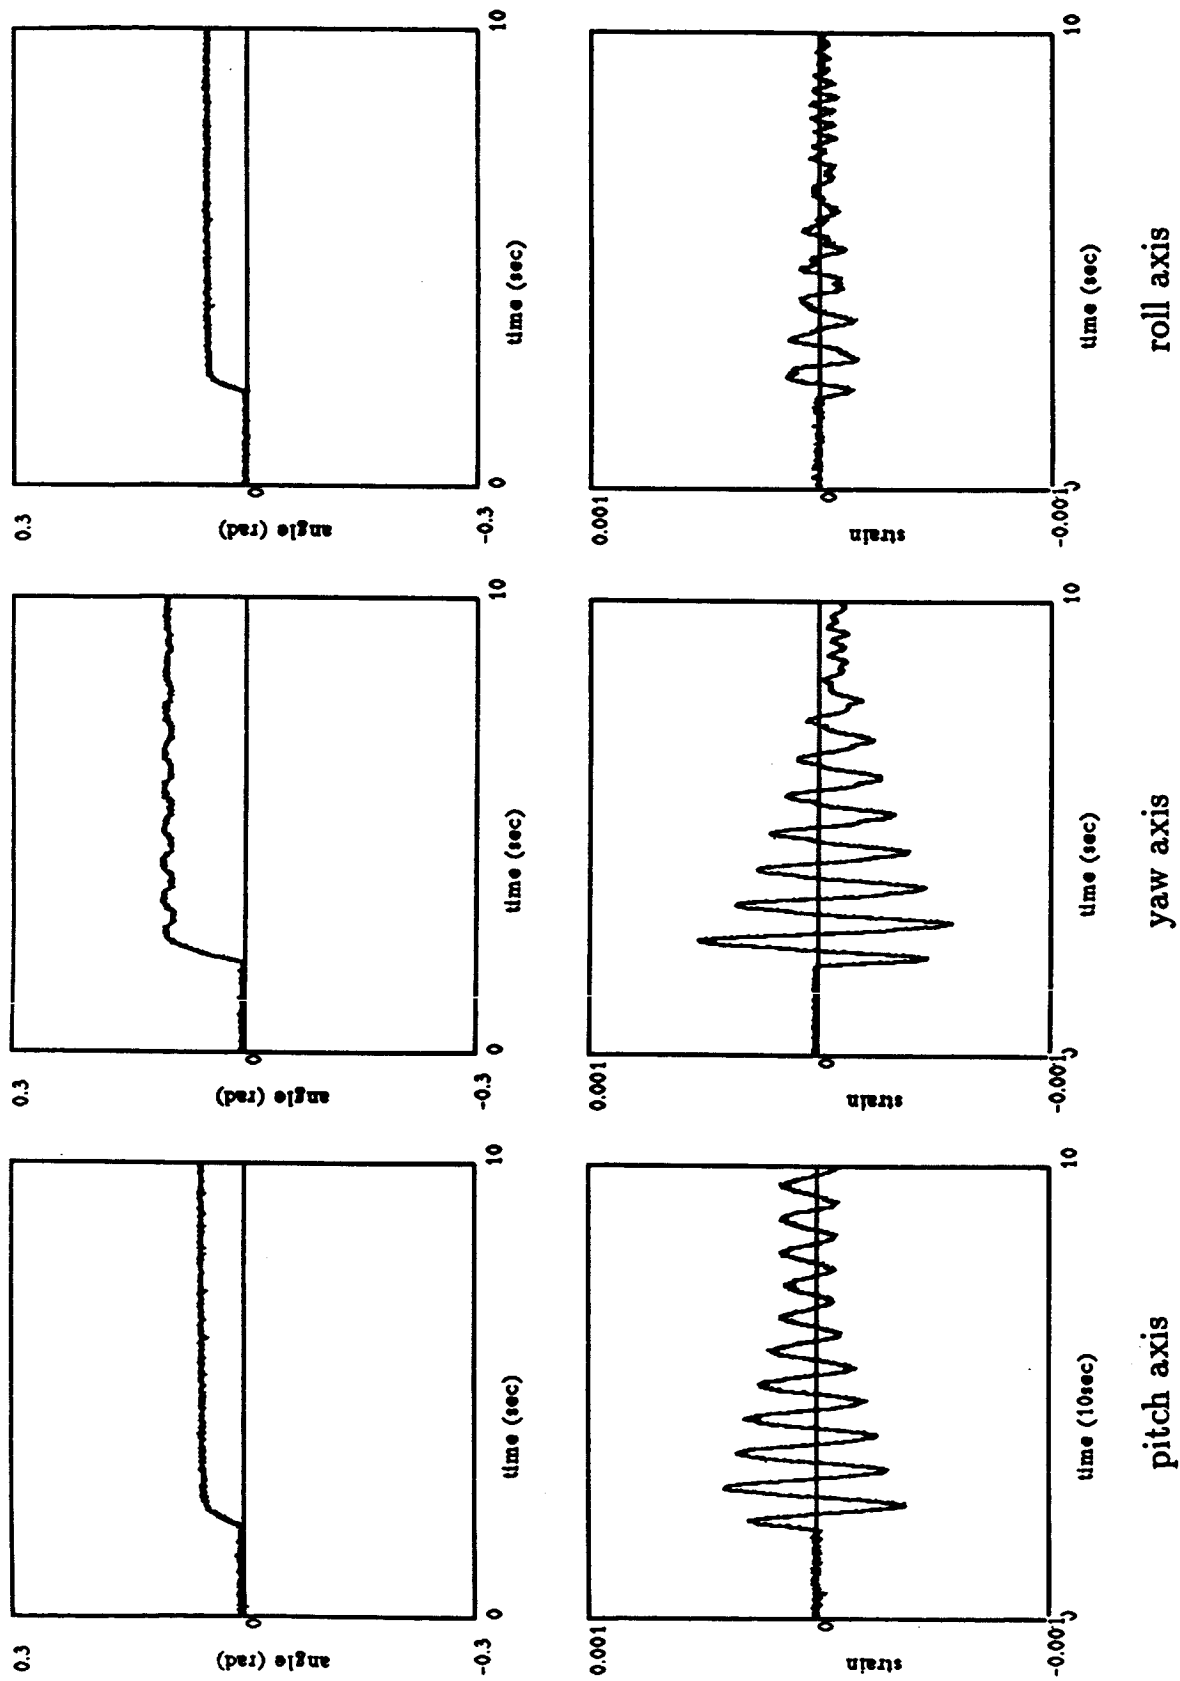 0.3
angle (rad)
0
-0.3
0
time (sec)
10
0.3
angle (rad)
0
-0.3
0
time (sec)
10
0.3
angle (rad)
0
-0.3
0
time (sec)
10
0.001
strain
0
-0.001
0
time (10sec)
10
0.001
strain
0
-0.001
0
time (sec)
10
0.001
strain
0
-0.001
0
time (sec)
10
pitch axis
yaw axis
roll axis